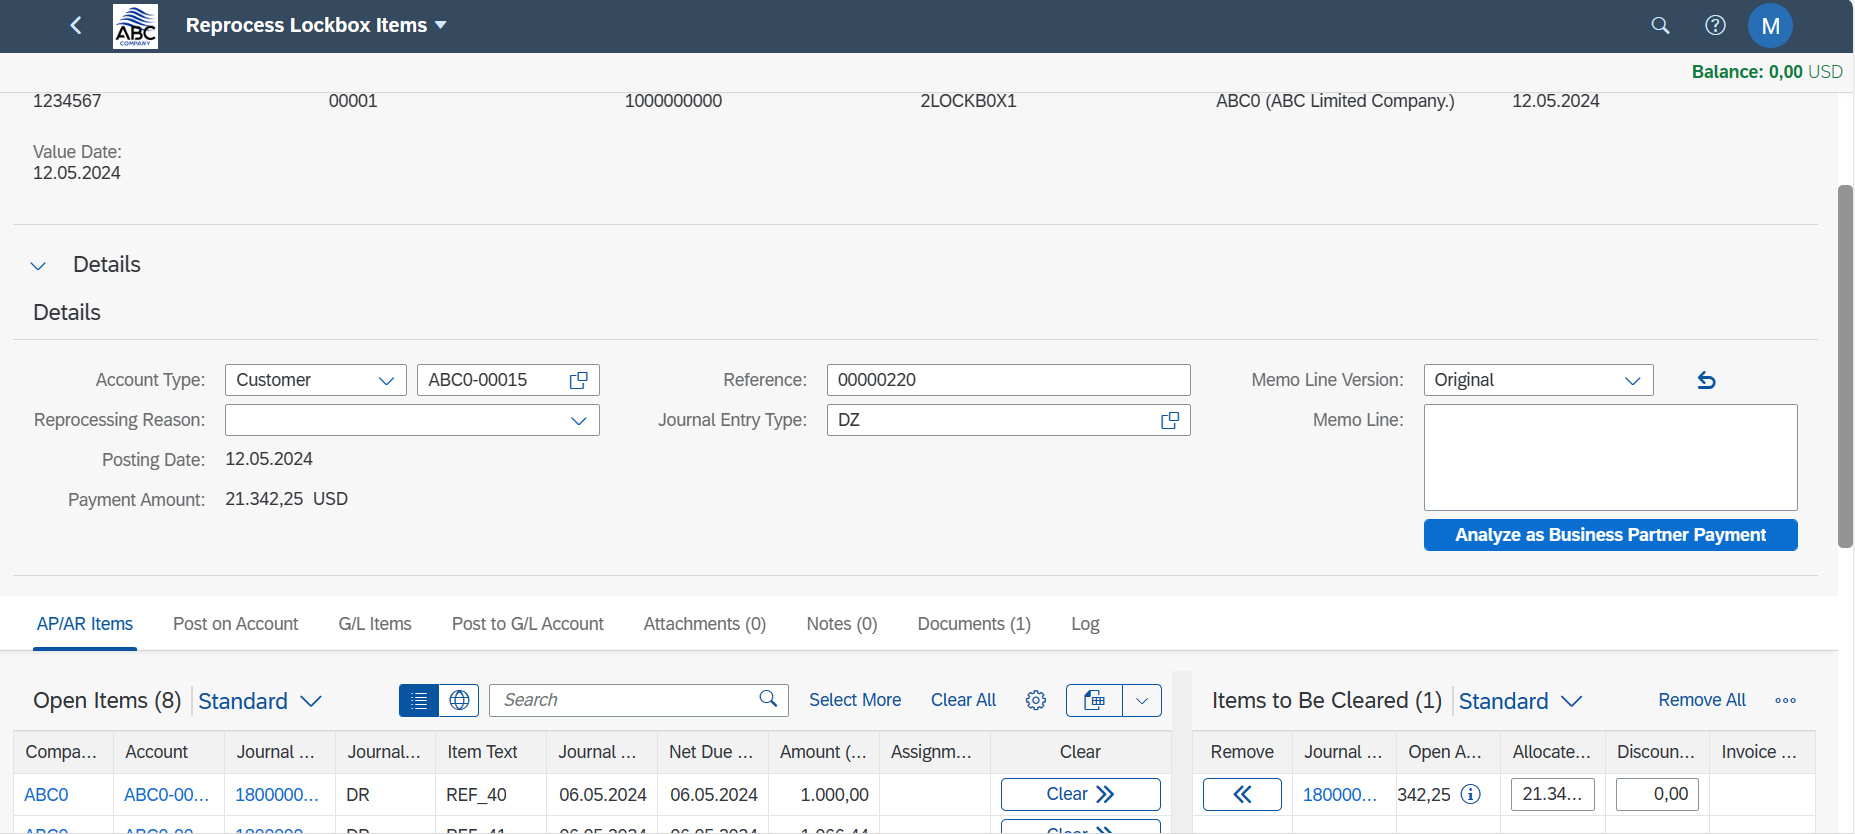 ABC
COMPANY
Reprocess Lockbox Items
M
Balance: 0,00 USD
1234567 00001 1000000000 2LOCKB0X1 ABC0 (ABC Limited Company.) 12.05.2024
Value Date:
12.05.2024
Details
Details
Account Type: Customer ABC0-00015 Reference: 00000220 Memo Line Version: Original
Reprocessing Reason: Journal Entry Type: DZ Memo Line:
Posting Date: 12.05.2024
Payment Amount: 21.342,25 USD
Analyze as Business Partner Payment
AP/AR Items Post on Account G/L Items Post to G/L Account Attachments (0) Notes (0) Documents (1) Log
Open Items (8) Standard Search Select More Clear All Items to Be Cleared (1) Standard Remove All
Compa... Account Journal ... Journal... Item Text Journal ... Net Due ... Amount (... Assignm... Clear Remove Journal ... Open A... Allocate... Discoun... Invoice ...
ABC0 ABC0-00... 1800000... DR REF_40 06.05.2024 06.05.2024 1.000,00 Clear 180000... 342,25 21.34... 0,00